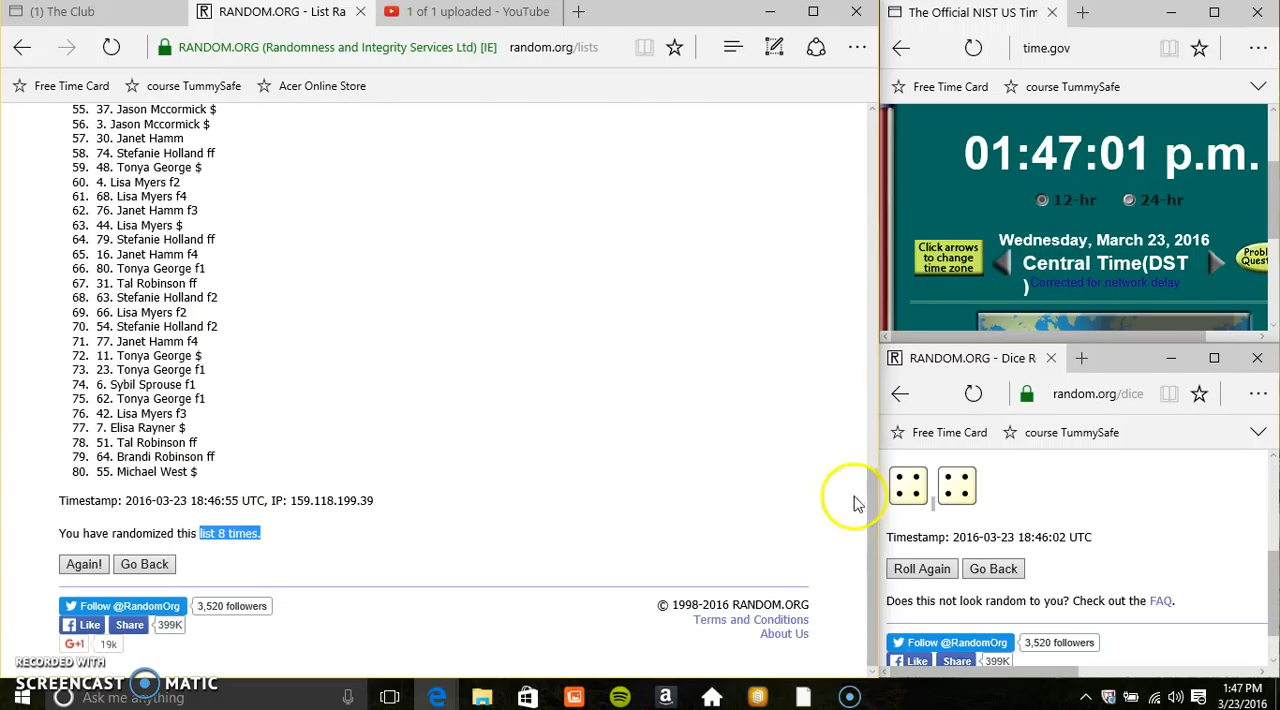 (1) The Club
RANDOM.ORG - List Ra
1 of 1 uploaded - YouTube
RANDOM.ORG (Randomness and Integrity Services Ltd) [IE] random.org/lists
Free Time Card
course TummySafe
Acer Online Store
55. 37. Jason Mccormick $
56. 3. Jason Mccormick $
57. 30. Janet Hamm
58. 74. Stefanie Holland ff
59. 48. Tonya George $
60. 4. Lisa Myers f2
61. 68. Lisa Myers f4
62. 76. Janet Hamm f3
63. 44. Lisa Myers $
64. 79. Stefanie Holland ff
65. 16. Janet Hamm f4
66. 80. Tonya George f1
67. 31. Tal Robinson ff
68. 63. Stefanie Holland f2
69. 66. Lisa Myers f2
70. 54. Stefanie Holland f2
71. 77. Janet Hamm f4
72. 11. Tonya George $
73. 23. Tonya George f1
74. 6. Sybil Sprouse f1
75. 62. Tonya George f1
76. 42. Lisa Myers f3
77. 7. Elisa Rayner $
78. 51. Tal Robinson ff
79. 64. Brandi Robinson ff
80. 55. Michael West $
Timestamp: 2016-03-23 18:46:55 UTC, IP: 159.118.199.39
You have randomized this list 8 times.
Again!
Go Back
Follow @RandomOrg
3,520 followers
Like
Share
399K
G+1
19k
© 1998-2016 RANDOM.ORG
Terms and Conditions
About Us
The Official NIST US Tim
time.gov
Free Time Card
course TummySafe
01:47:01 p.m.
12-hr
24-hr
Click arrows
to change
time zone
Wednesday, March 23, 2016
Central Time(DST
)
Corrected for network delay
RANDOM.ORG - Dice R
random.org/dice
Free Time Card
course TummySafe
Timestamp: 2016-03-23 18:46:02 UTC
Roll Again
Go Back
Does this not look random to you? Check out the FAQ.
Follow @RandomOrg
3,520 followers
Like
Share
399K
RECORDED WITH
SCREENCAST MATIC
Ask me anything
1:47 PM
3/23/2016